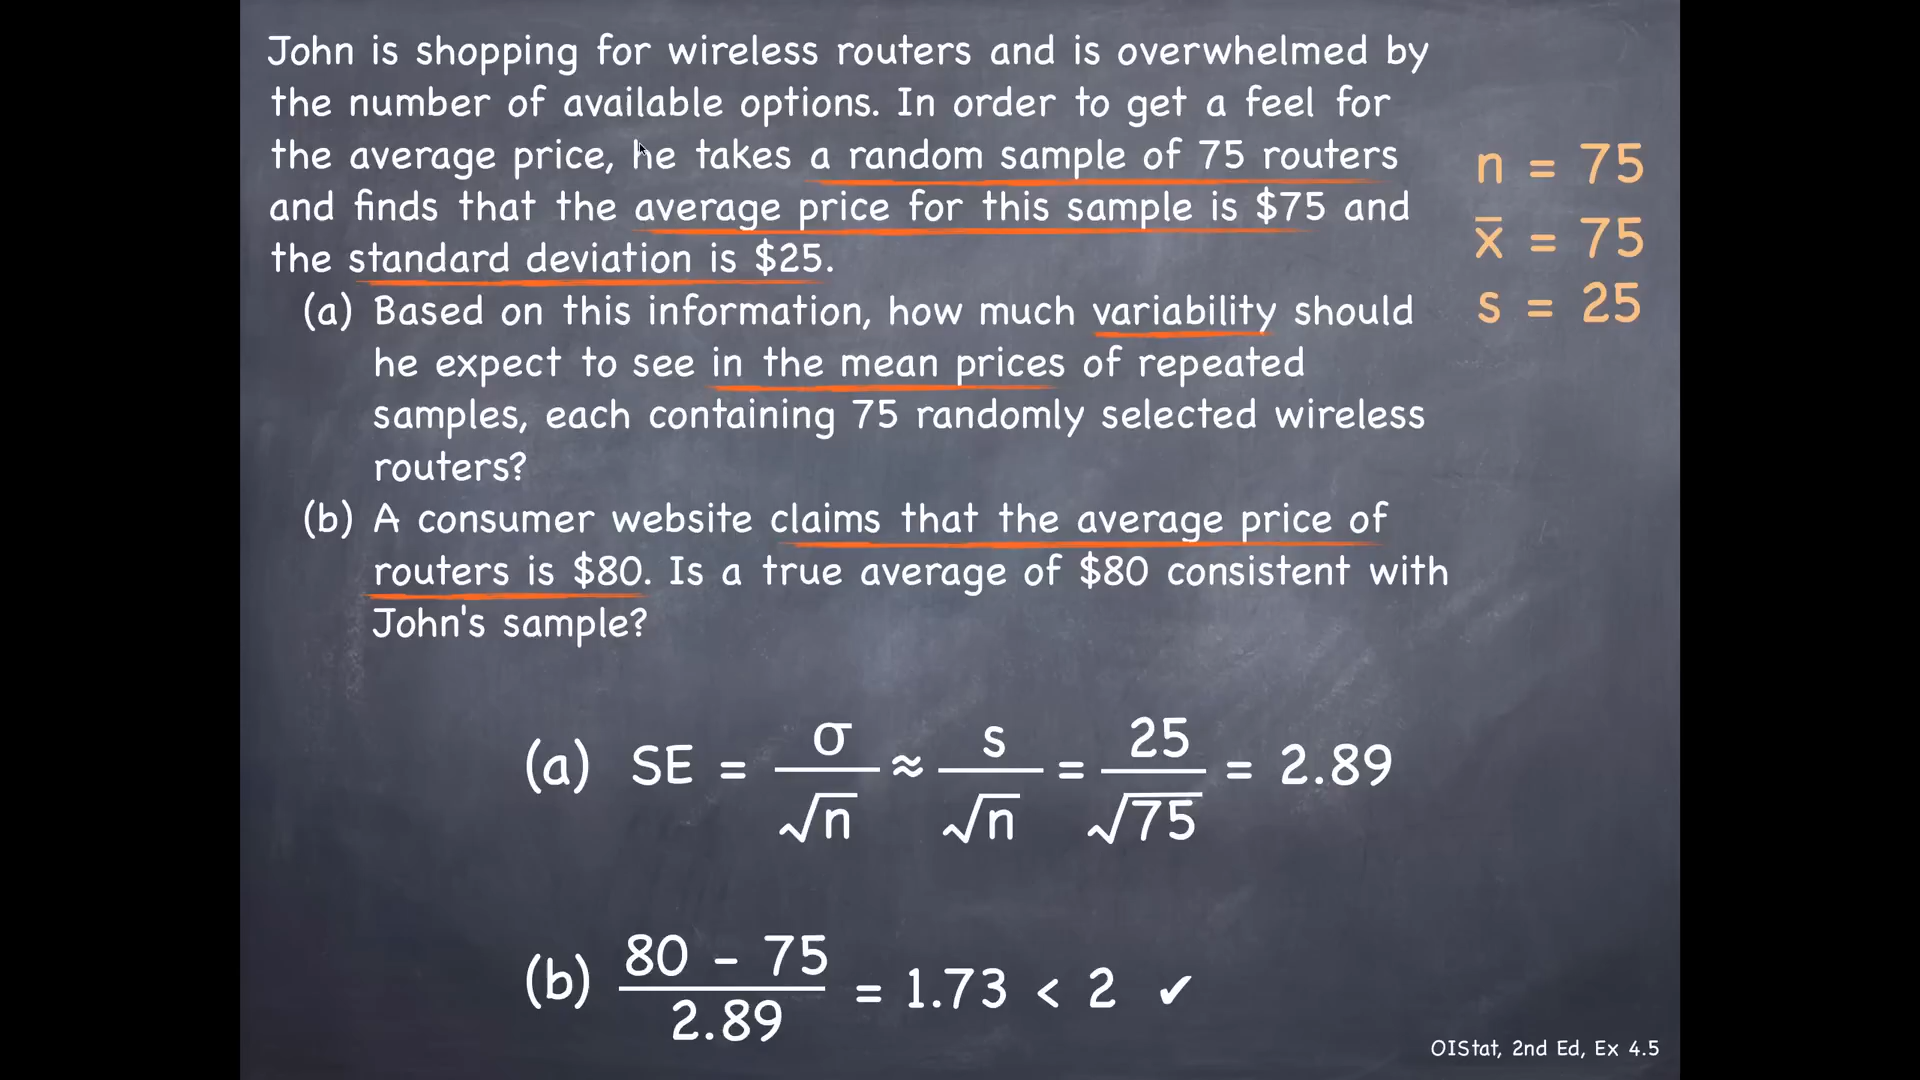 John is shopping for wireless routers and is overwhelmed by
the number of available options. In order to get a feel for
the average price, he takes a random sample of 75 routers
and finds that the average price for this sample is $75 and
the standard deviation is $25.
n = 75
x̄ = 75
s = 25
(a) Based on this information, how much variability should
he expect to see in the mean prices of repeated
samples, each containing 75 randomly selected wireless
routers?
(b) A consumer website claims that the average price of
routers is $80. Is a true average of $80 consistent with
John's sample?
(a) SE = σ/√n ≈ s/√n = 25/√75 = 2.89
(b) (80 - 75)/2.89 = 1.73 < 2 ✔
OIStat, 2nd Ed, Ex 4.5